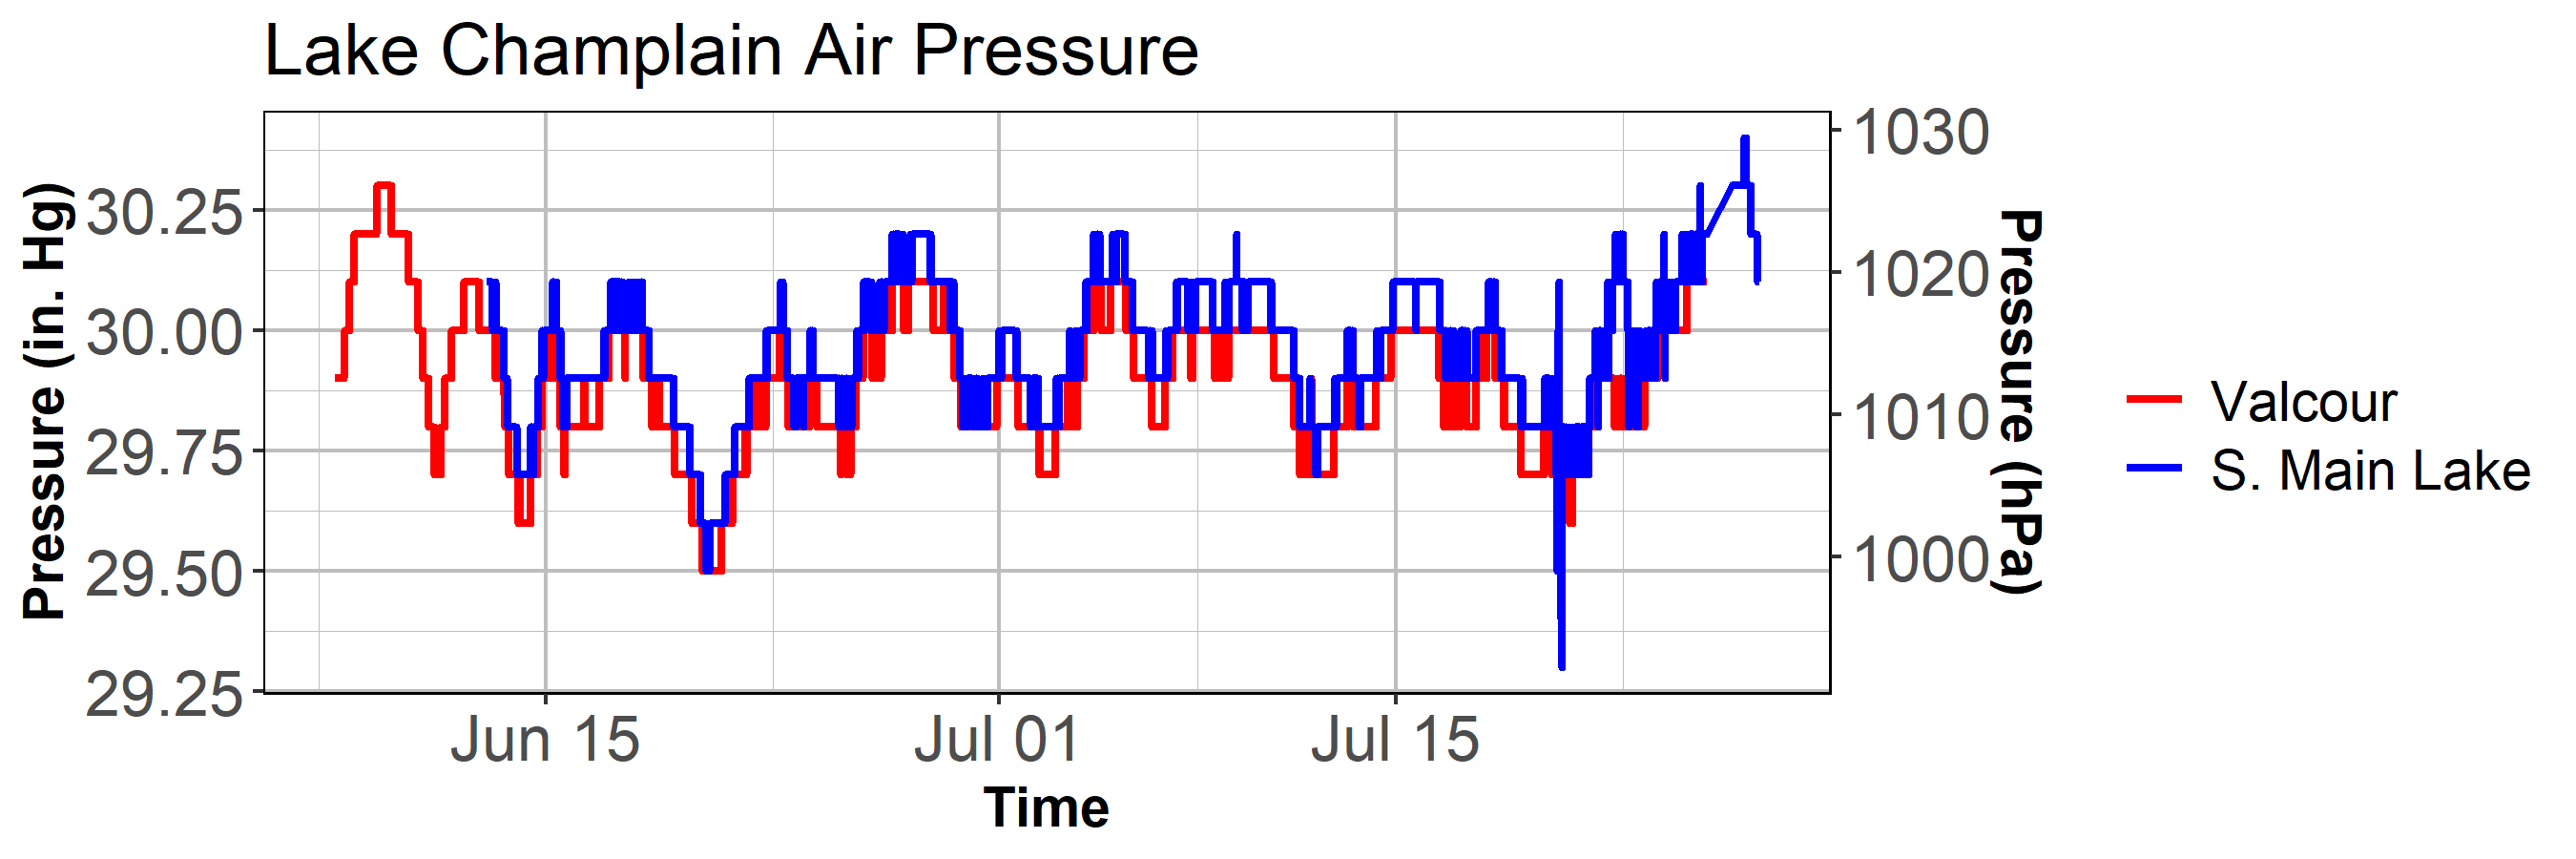 Lake Champlain Air Pressure
Pressure (in. Hg)
30.25
30.00
29.75
29.50
29.25
1030
1020
1010
1000
Pressure (hPa)
Jun 15
Jul 01
Jul 15
Time
Valcour
S. Main Lake